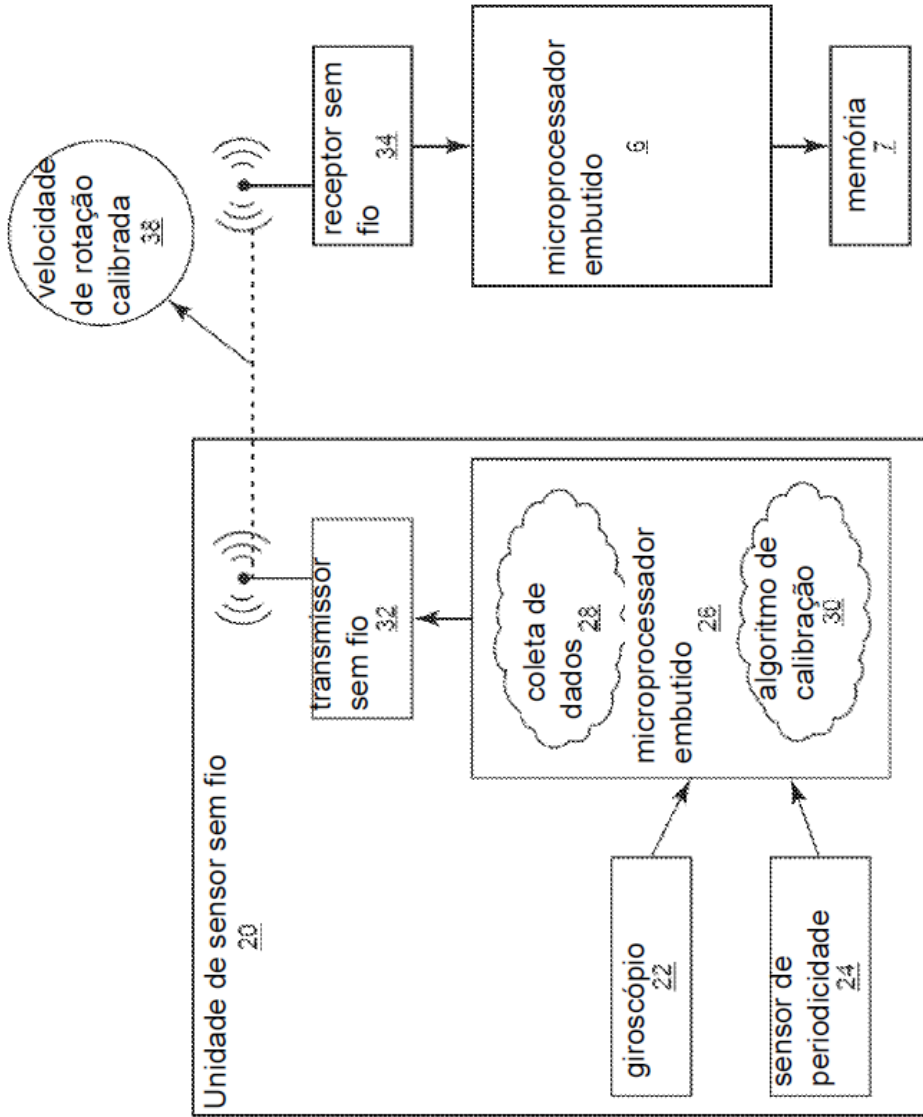 Unidade de sensor sem fio
20
giroscópio
22
sensor de
periodicidade
24
coleta de
dados
28
microprocessador
embutido
26
algoritmo de
calibração
30
transmissor
sem fio
32
velocidade
de rotação
calibrada
38
receptor sem
fio
34
microprocessador
embutido
6
memória
7